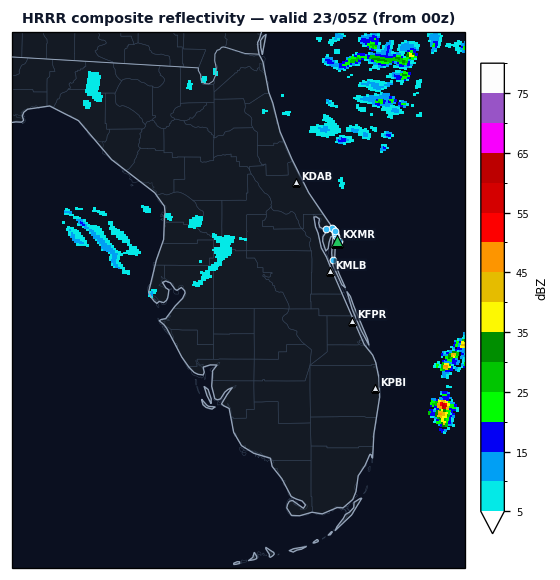 HRRR composite reflectivity — valid 23/05Z (from 00z)
75
65
KDAB
55
KXMR
45
KMLB
dBZ
KFPR
35
25
KPBI
15
5